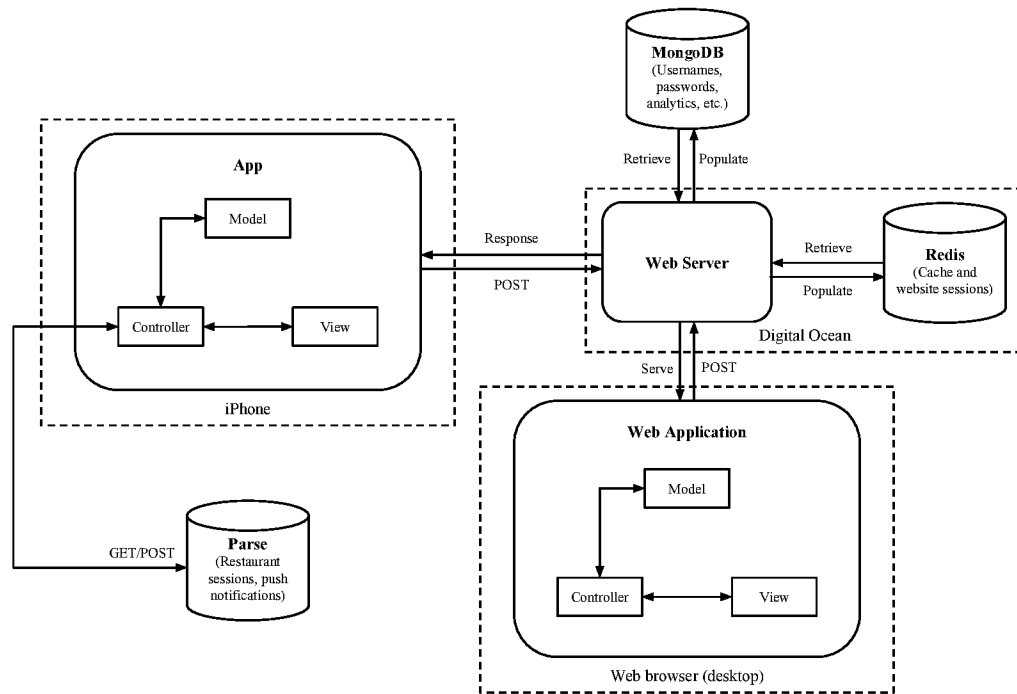 MongoDB
(Usernames,
passwords,
analytics, etc.)
Retrieve
Populate
App
Model
Controller
View
iPhone
Response
POST
Web Server
Retrieve
Populate
Redis
(Cache and
website sessions)
Digital Ocean
Serve
POST
Web Application
Model
Controller
View
Web browser (desktop)
GET/POST
Parse
(Restaurant
sessions, push
notifications)